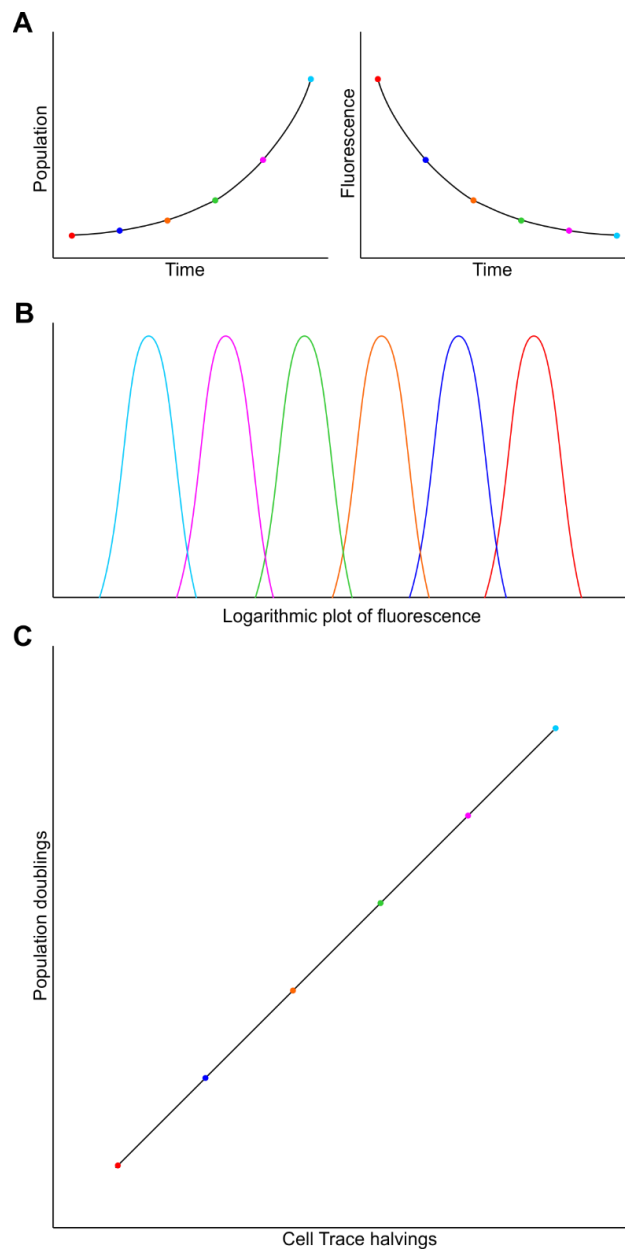 A
Population
Time
Fluorescence
Time
B
Logarithmic plot of fluorescence
C
Population doublings
Cell Trace halvings